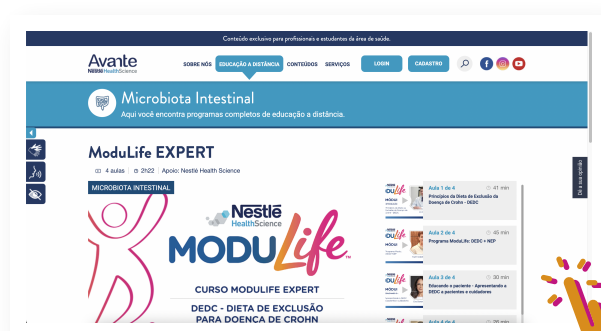 Conteúdo exclusivo para profissionais e estudantes da área de saúde.
Avante
Nestlé HealthScience
SOBRE NÓS
EDUCAÇÃO A DISTÂNCIA
CONTEÚDOS
SERVIÇOS
LOGIN
CADASTRO
Microbiota Intestinal
Aqui você encontra programas completos de educação a distância.
ModuLife EXPERT
4 aulas | 2h22 | Apoio: Nestlé Health Science
MICROBIOTA INTESTINAL
Nestlé
HealthScience
MODULife
CURSO MODULIFE EXPERT
DEDC - DIETA DE EXCLUSÃO
PARA DOENÇA DE CROHN
Aula 1 de 4 41 min
Princípios da Dieta de Exclusão da
Doença de Crohn - DEDC
Aula 2 de 4 45 min
Programa ModuLife: DEDC + NEP
Aula 3 de 4 30 min
Educando o paciente - Apresentando a
DEDC a pacientes e cuidadores
Aula 4 de 4 26 min
Dê a sua opinião